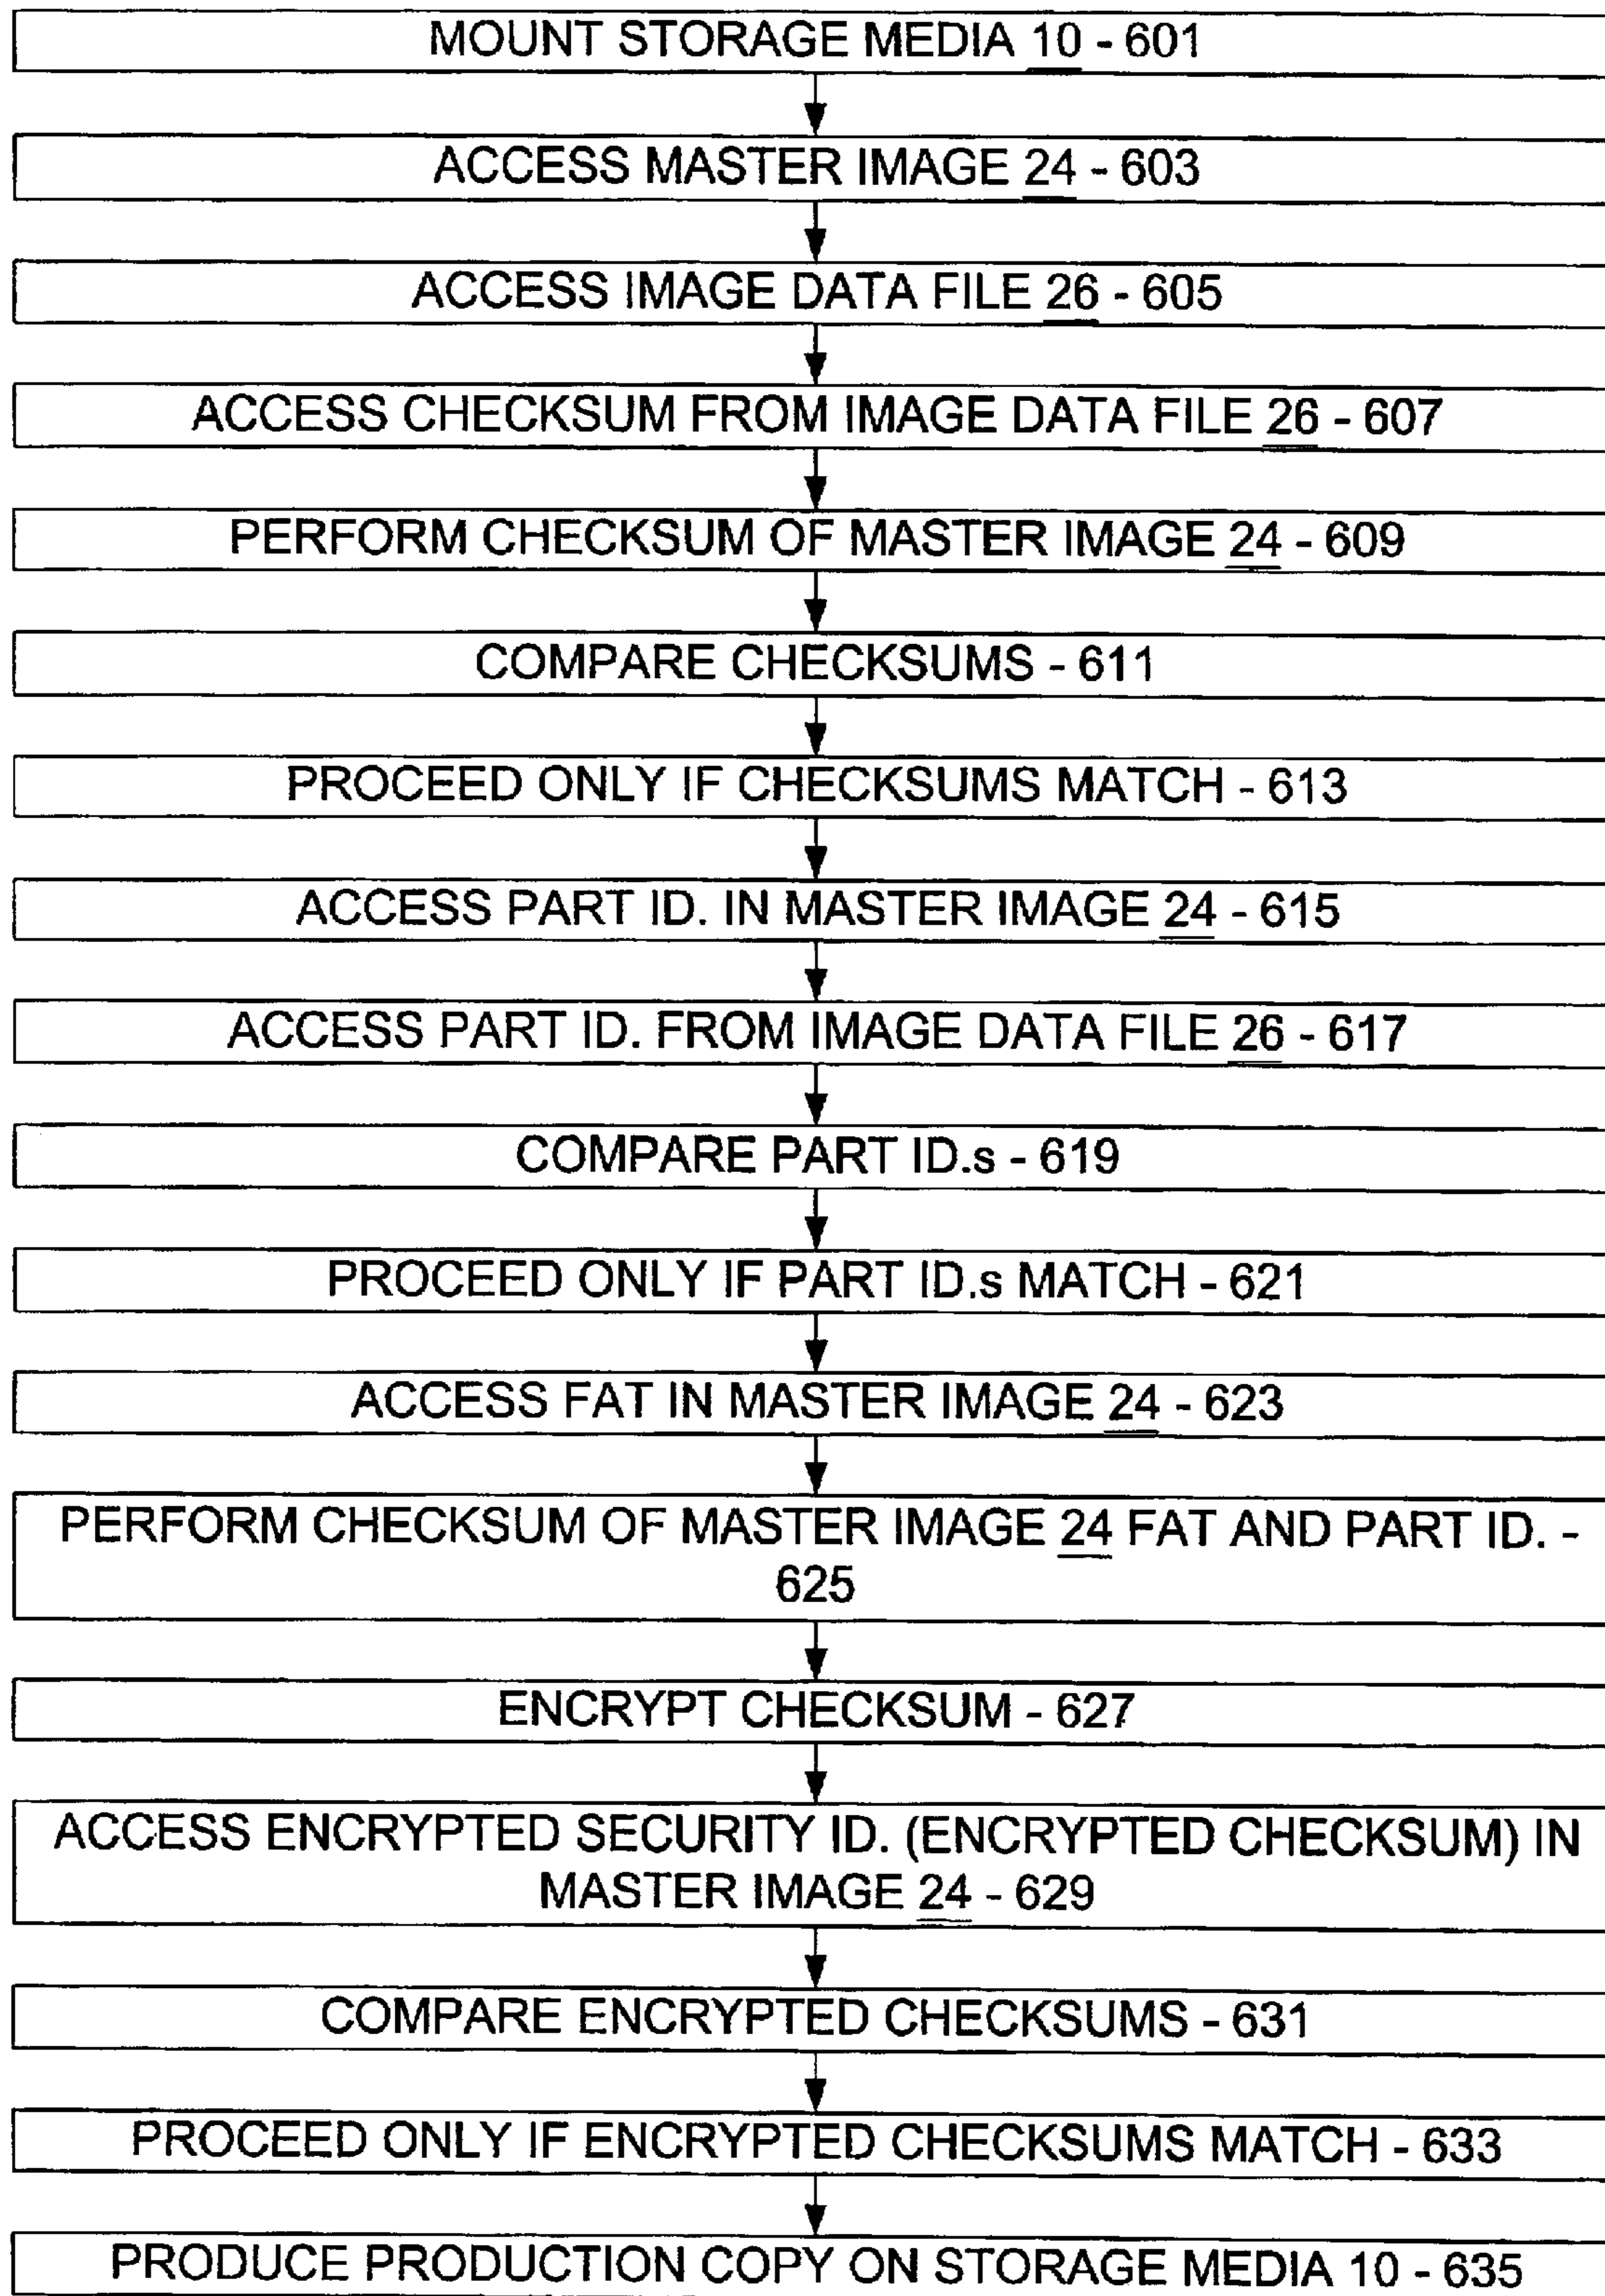 MOUNT STORAGE MEDIA 10 - 601
ACCESS MASTER IMAGE 24 - 603
ACCESS IMAGE DATA FILE 26 - 605
ACCESS CHECKSUM FROM IMAGE DATA FILE 26 - 607
PERFORM CHECKSUM OF MASTER IMAGE 24 - 609
COMPARE CHECKSUMS - 611
PROCEED ONLY IF CHECKSUMS MATCH - 613
ACCESS PART ID. IN MASTER IMAGE 24 - 615
ACCESS PART ID. FROM IMAGE DATA FILE 26 - 617
COMPARE PART ID.s - 619
PROCEED ONLY IF PART ID.s MATCH - 621
ACCESS FAT IN MASTER IMAGE 24 - 623
PERFORM CHECKSUM OF MASTER IMAGE 24 FAT AND PART ID. -
625
ENCRYPT CHECKSUM - 627
ACCESS ENCRYPTED SECURITY ID. (ENCRYPTED CHECKSUM) IN
MASTER IMAGE 24 - 629
COMPARE ENCRYPTED CHECKSUMS - 631
PROCEED ONLY IF ENCRYPTED CHECKSUMS MATCH - 633
PRODUCE PRODUCTION COPY ON STORAGE MEDIA 10 - 635